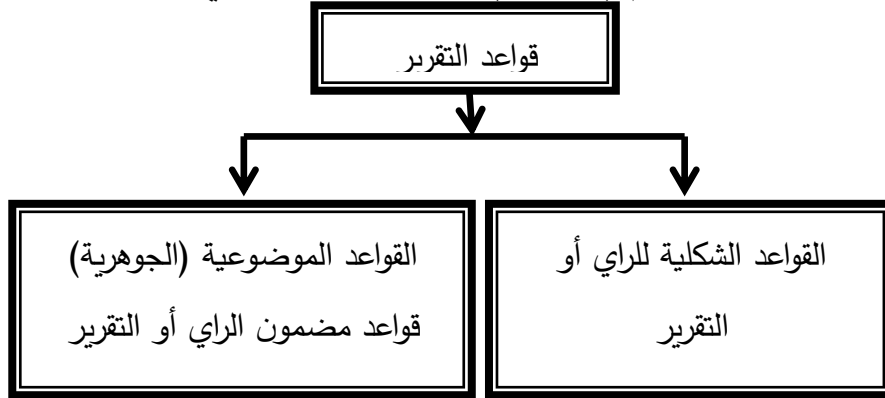 قواعد التقرير
القواعد الشكلية للراي أو
التقرير
القواعد الموضوعية (الجوهرية)
قواعد مضمون الراي أو التقرير